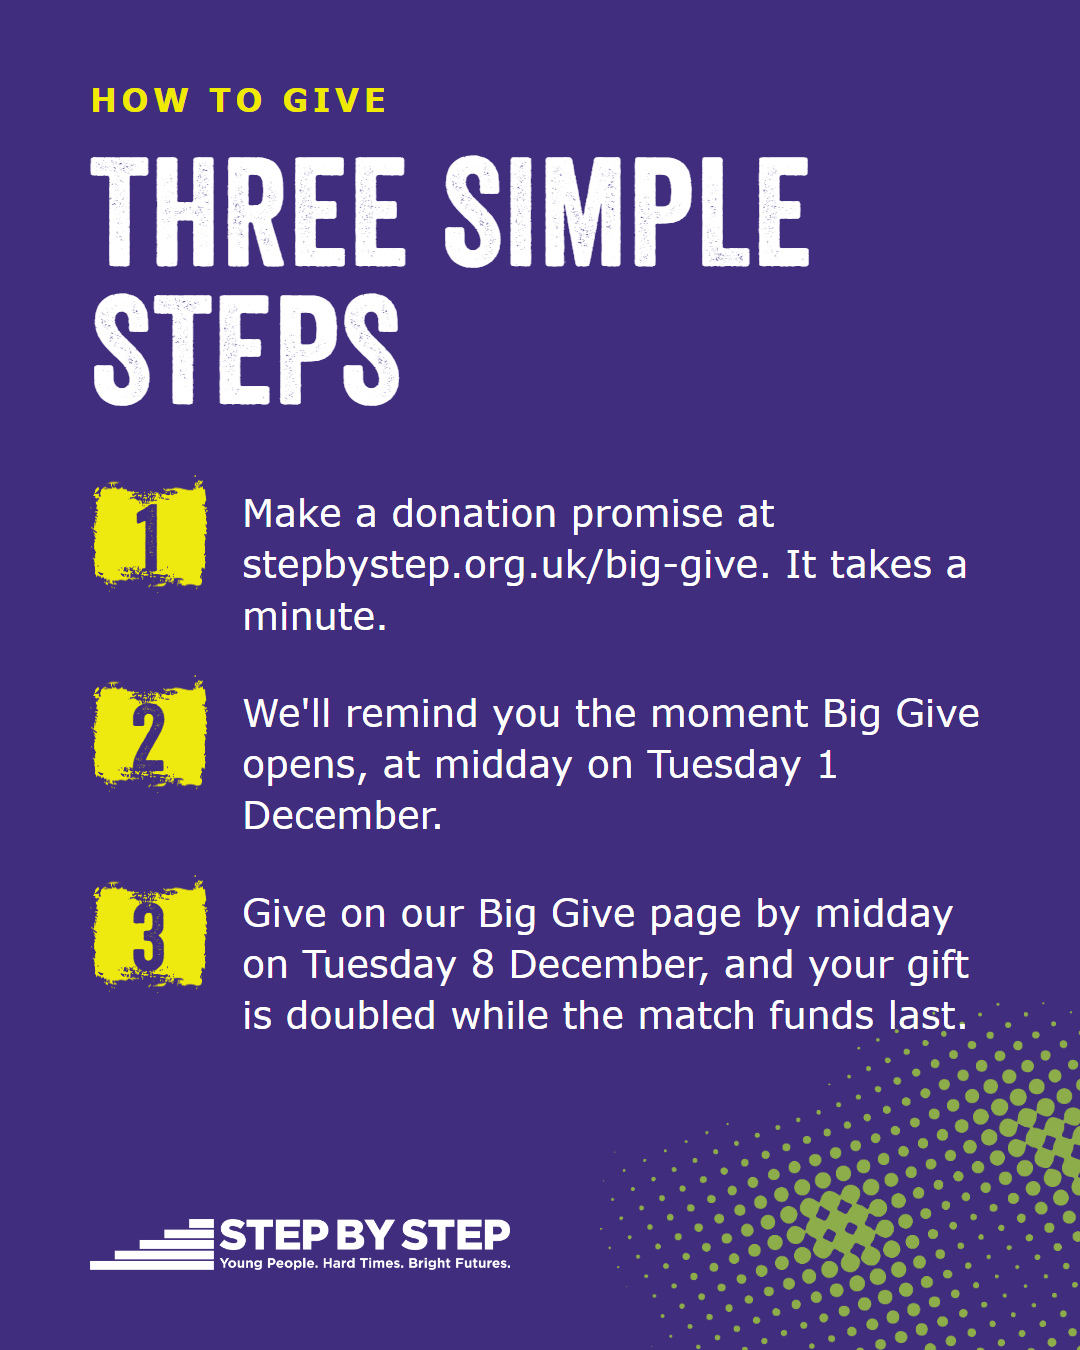 HOW TO GIVE
THREE SIMPLE
STEPS
1
Make a donation promise at
stepbystep.org.uk/big-give. It takes a
minute.
2
We'll remind you the moment Big Give
opens, at midday on Tuesday 1
December.
3
Give on our Big Give page by midday
on Tuesday 8 December, and your gift
is doubled while the match funds last.
STEP BY STEP
Young People. Hard Times. Bright Futures.